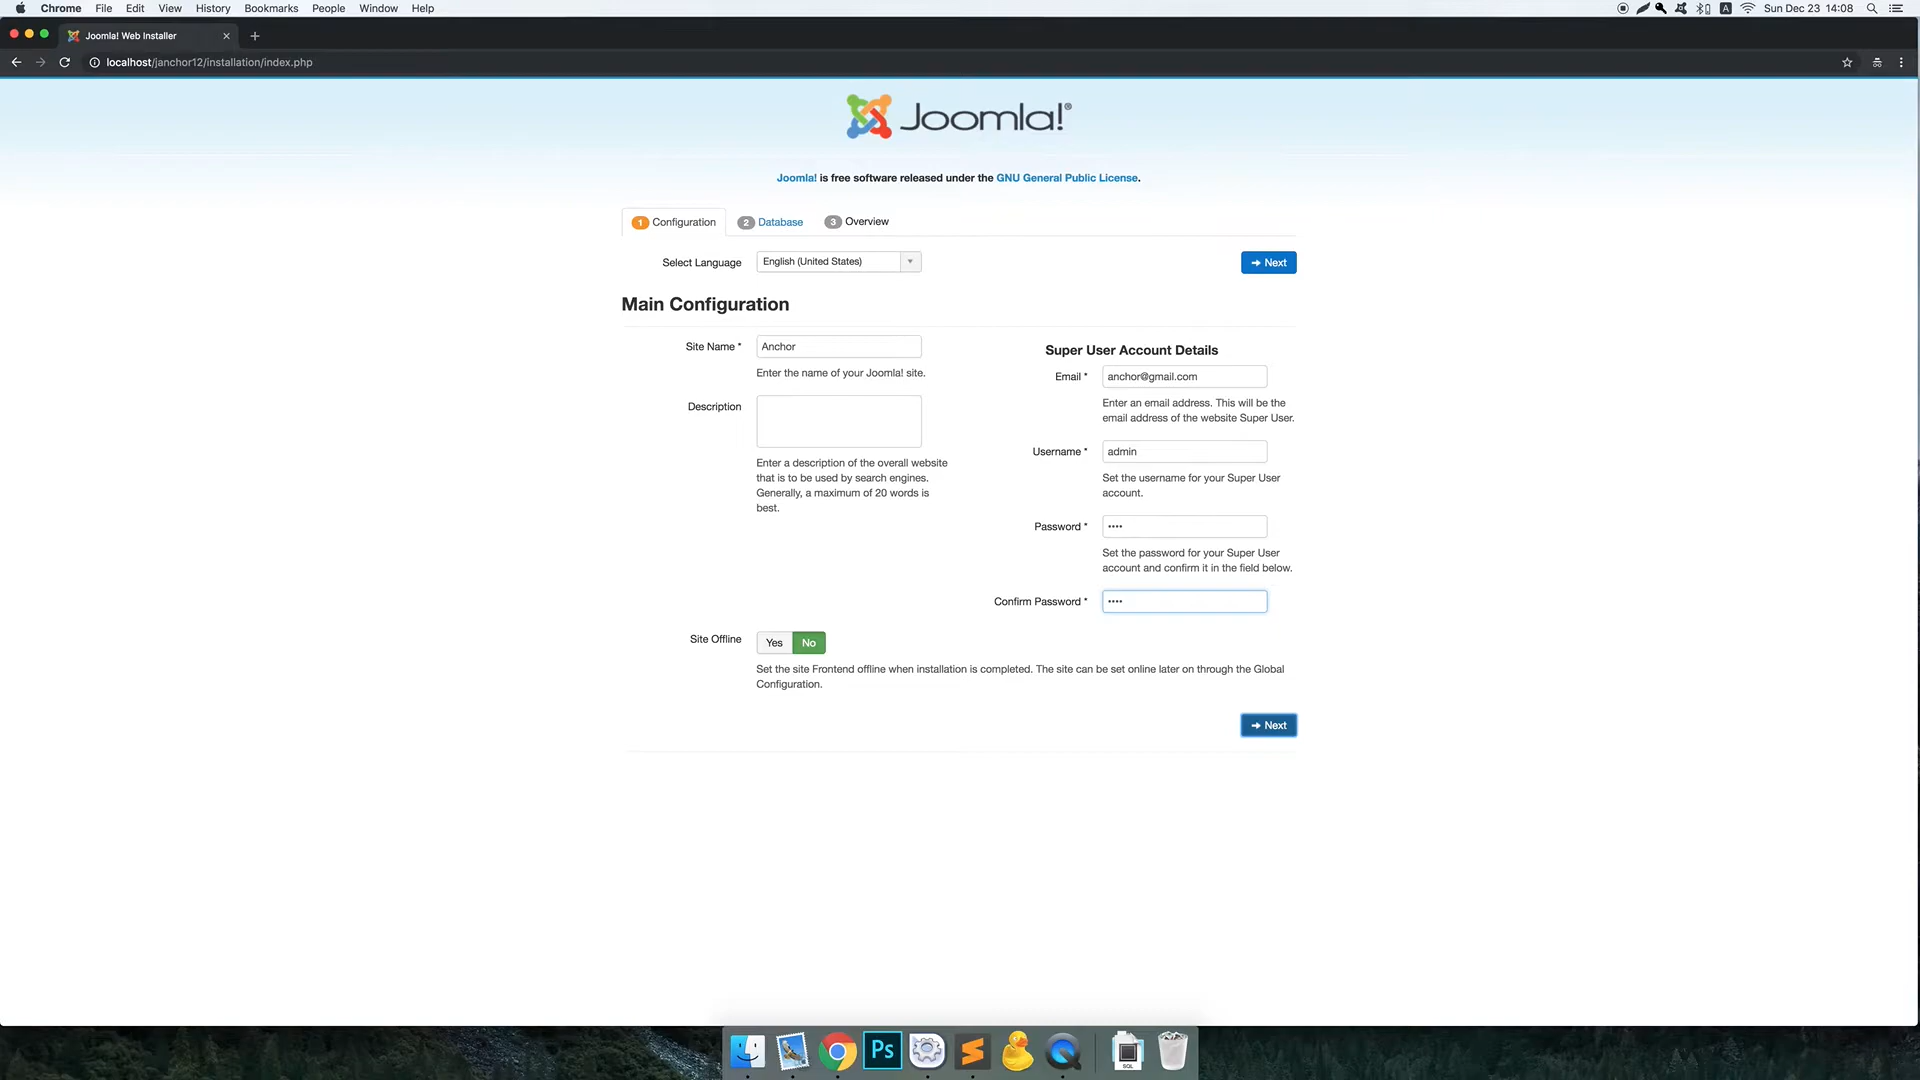 Chrome File Edit View History Bookmarks People Window Help
A Sun Dec 23 14:08
Joomla! Web Installer
localhost/janchor12/installation/index.php
Joomla!®
Joomla! is free software released under the GNU General Public License.
1 Configuration 2 Database 3 Overview
Select Language English (United States) Next
Main Configuration
Site Name * Anchor
Enter the name of your Joomla! site.
Description
Enter a description of the overall website
that is to be used by search engines.
Generally, a maximum of 20 words is
best.
Super User Account Details
Email * anchor@gmail.com
Enter an email address. This will be the
email address of the website Super User.
Username * admin
Set the username for your Super User
account.
Password * ••••
Set the password for your Super User
account and confirm it in the field below.
Confirm Password * ••••
Site Offline Yes No
Set the site Frontend offline when installation is completed. The site can be set online later on through the Global
Configuration.
Next
Ps
SQL